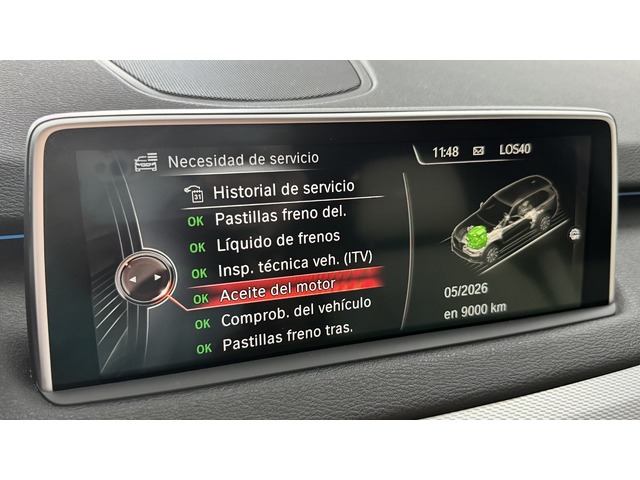 Necesidad de servicio
11:48
LOS40
31
Historial de servicio
OK Pastillas freno del.
OK Líquido de frenos
OK Insp. técnica veh. (ITV)
OK Aceite del motor
OK Comprob. del vehículo
OK Pastillas freno tras.
05/2026
en 9000 km